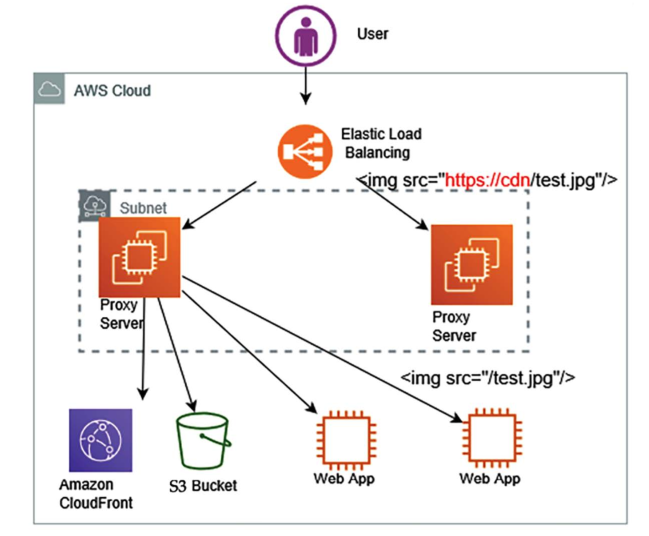 User
AWS Cloud
Elastic Load
Balancing
<img src="https://cdn/test.jpg"/>
Subnet
Proxy
Server
Proxy
Server
<img src="/test.jpg"/>
Amazon
CloudFront
S3 Bucket
Web App
Web App